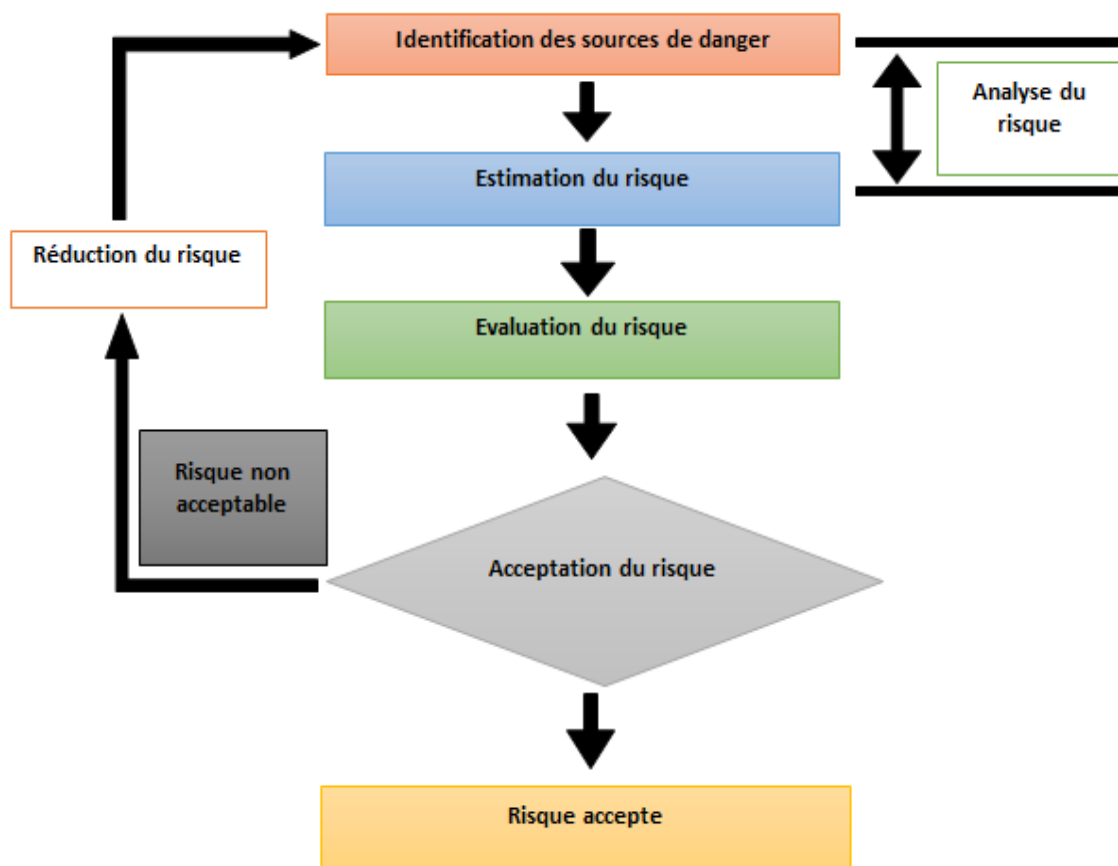 Identification des sources de danger
Analyse du
risque
Estimation du risque
Réduction du risque
Evaluation du risque
Risque non
acceptable
Acceptation du risque
Risque accepte